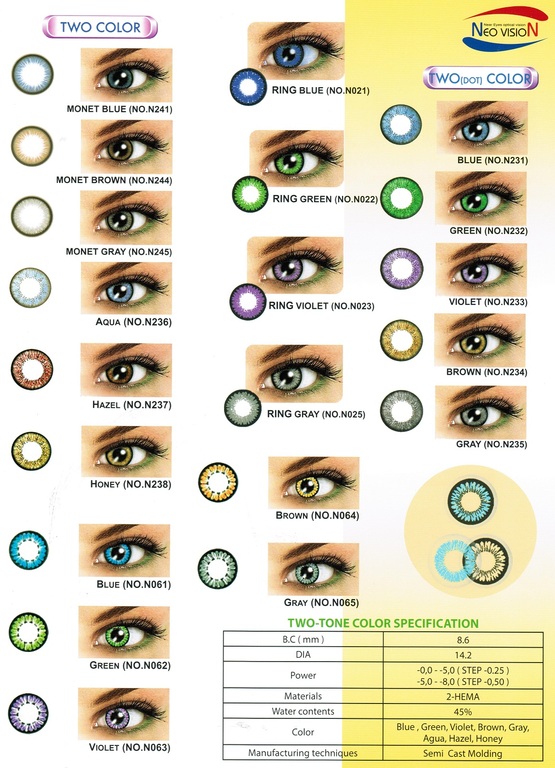 TWO COLOR
MONET BLUE (NO.N241)
MONET BROWN (NO.N244)
MONET GRAY (NO.N245)
AQUA (NO.N236)
HAZEL (NO.N237)
HONEY (NO.N238)
BLUE (NO.N061)
GREEN (NO.N062)
VIOLET (NO.N063)
RING BLUE (NO.N021)
RING GREEN (NO.N022)
RING VIOLET (NO.N023)
RING GRAY (NO.N025)
BROWN (NO.N064)
GRAY (NO.N065)
NEO VISION
TWO(DOT) COLOR
BLUE (NO.N231)
GREEN (NO.N232)
VIOLET (NO.N233)
BROWN (NO.N234)
GRAY (NO.N235)
TWO-TONE COLOR SPECIFICATION
B.C ( mm ) 8.6
DIA 14.2
Power -0,0 - -5,0 ( STEP -0.25 )
-5,0 - -8,0 ( STEP -0,50 )
Materials 2-HEMA
Water contents 45%
Color Blue , Green, Violet, Brown, Gray,
Agua, Hazel, Honey
Manufacturing techniques Semi Cast Molding